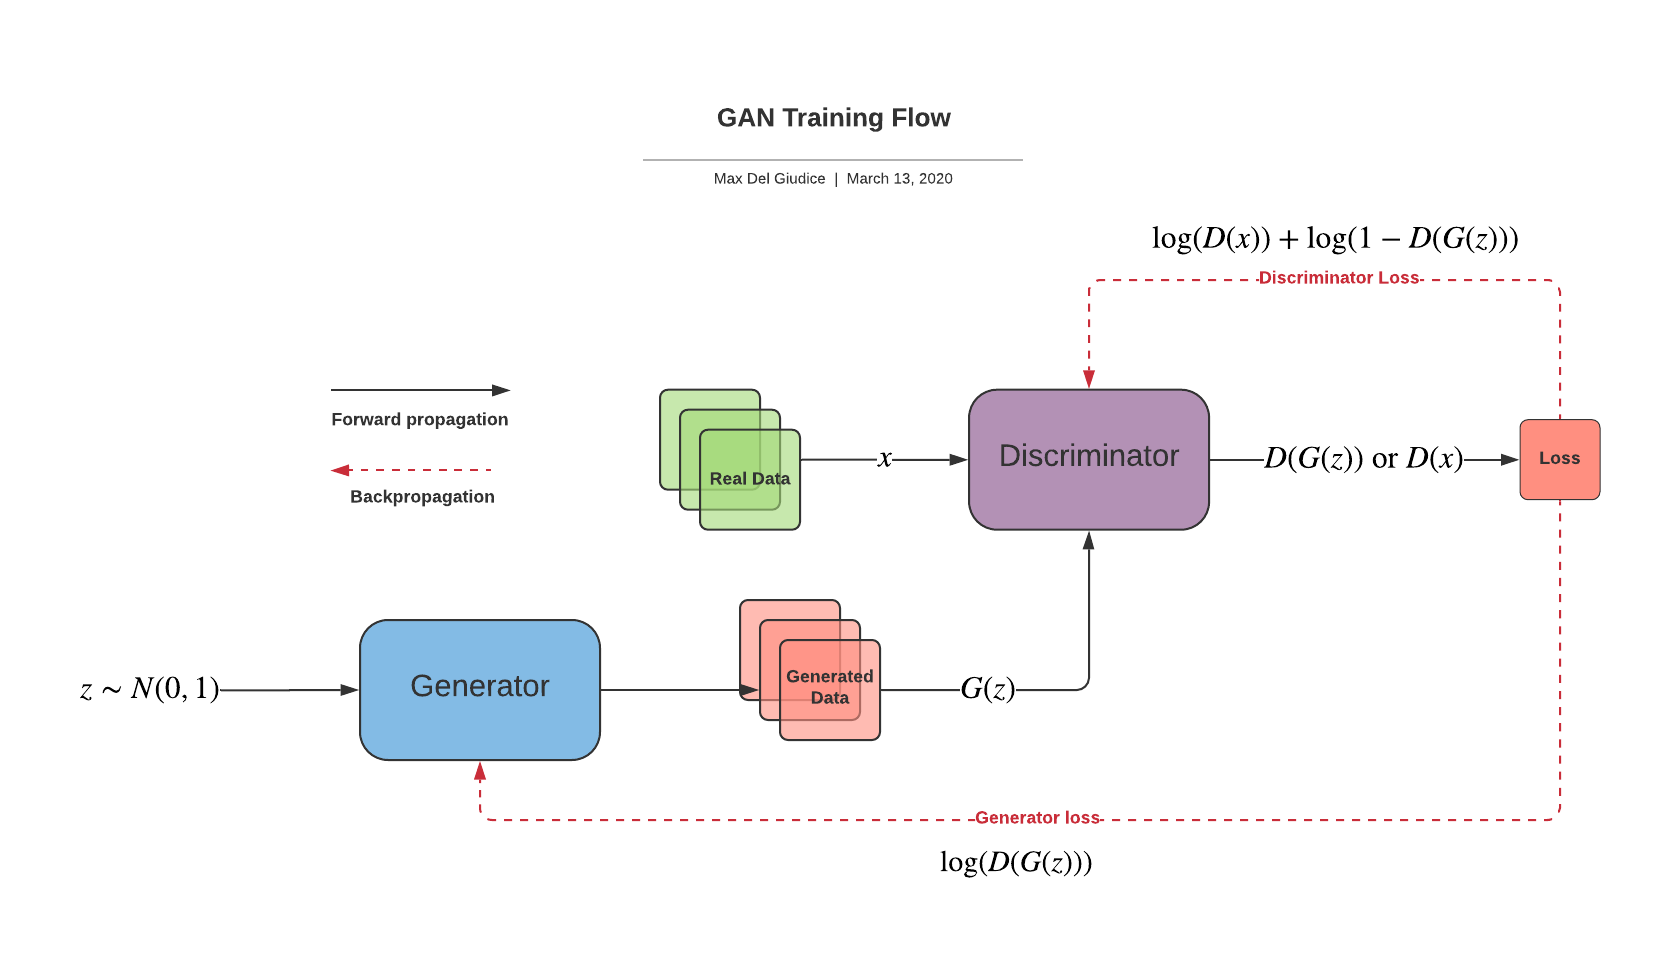 GAN Training Flow
Max Del Giudice | March 13, 2020
log(D(x)) + log(1 − D(G(z)))
Discriminator Loss
Forward propagation
Backpropagation
Real Data
x
Discriminator
D(G(z)) or D(x)
Loss
z ∼ N(0, 1)
Generator
Generated
Data
G(z)
Generator loss
log(D(G(z)))